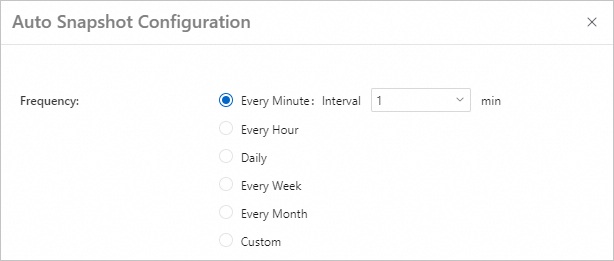 Auto Snapshot Configuration
Frequency: Every Minute: Interval 1 min
Every Hour
Daily
Every Week
Every Month
Custom